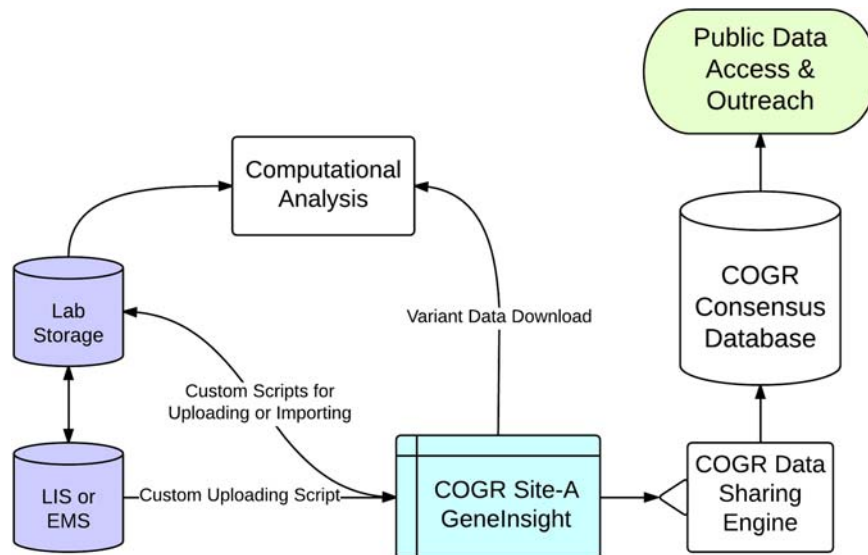 Public Data
Access &
Outreach
Computational
Analysis
COGR
Consensus
Database
Lab
Storage
Variant Data Download
Custom Scripts for
Uploading or Importing
LIS or
EMS
Custom Uploading Script
COGR Site-A
GeneInsight
COGR Data
Sharing
Engine